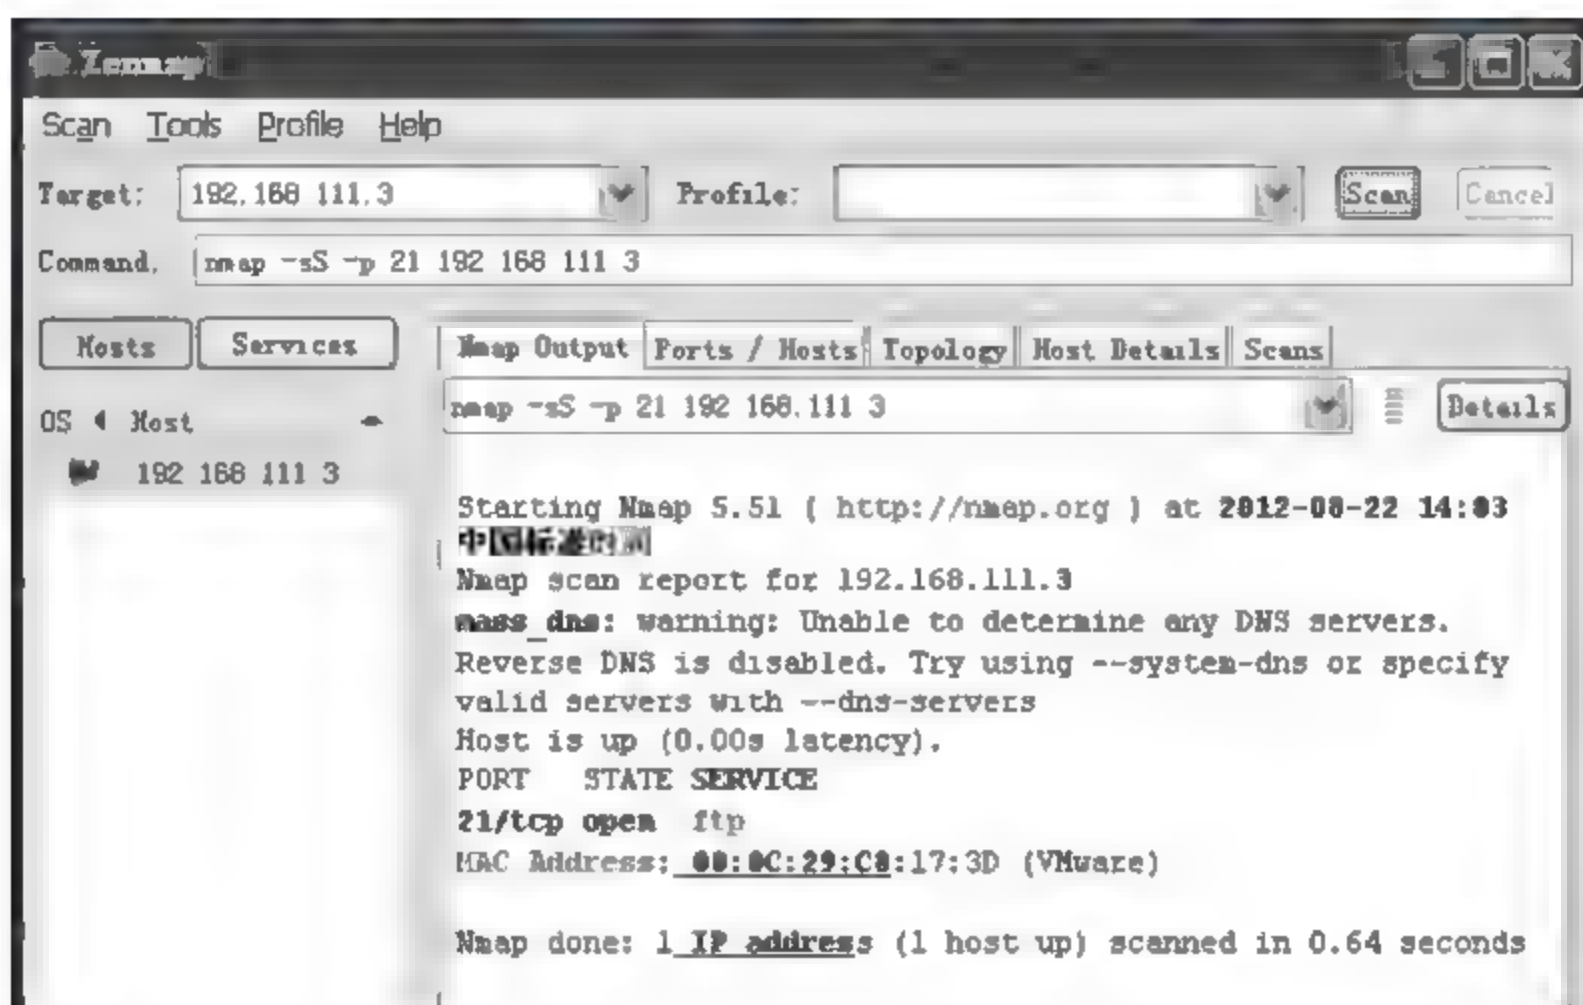 Zenmap
Scan Tools Profile Help
Target: 192.168 111.3 Profile: Scan Cancel
Command. nmap -sS -p 21 192 168 111 3
Hosts Services
Nmap Output Ports / Hosts Topology Host Details Scans
nmap -sS -p 21 192 168.111 3 Details
OS Host
192 168 111 3
Starting Nmap 5.51 ( http://nmap.org ) at 2012-08-22 14:03
中国标准时间
Nmap scan report for 192.168.111.3
mass_dns: warning: Unable to determine any DNS servers.
Reverse DNS is disabled. Try using --system-dns or specify
valid servers with --dns-servers
Host is up (0.00s latency).
PORT STATE SERVICE
21/tcp open ftp
MAC Address: 00:0C:29:C8:17:3D (VMware)
Nmap done: 1 IP address (1 host up) scanned in 0.64 seconds